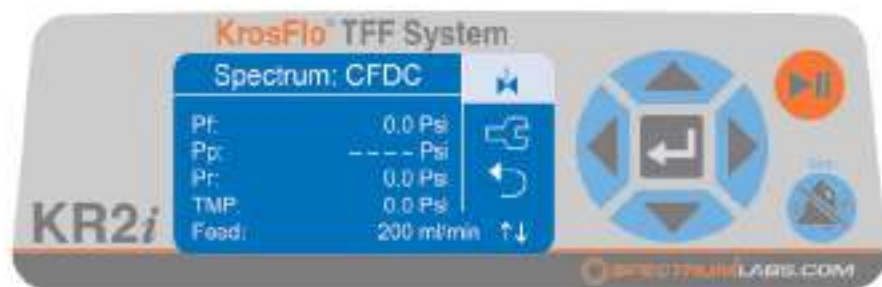 KrosFlo® TFF System
Spectrum: CFDC
Pf: 0.0 Psi
Pp: ---- Psi
Pr: 0.0 Psi
TMP: 0.0 Psi
Feed: 200 ml/min
KR2i
SPECTRUMLABS.COM